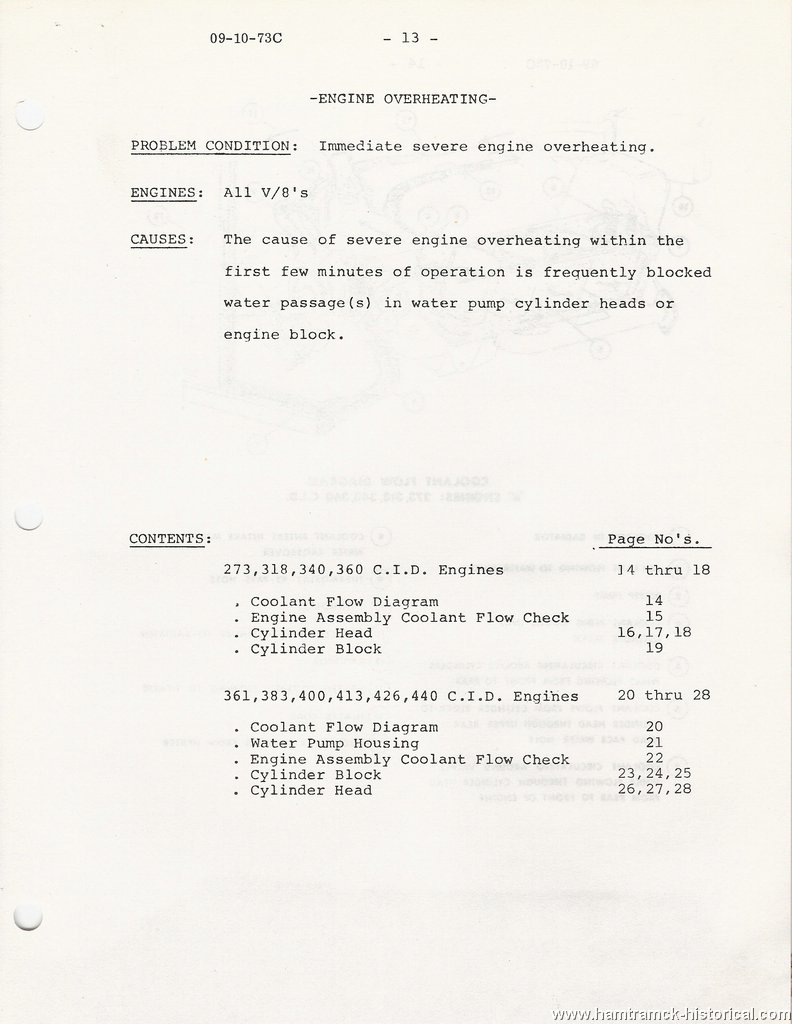 09-10-73C - 13 -
-ENGINE OVERHEATING-
PROBLEM CONDITION: Immediate severe engine overheating.
ENGINES: All V/8's
CAUSES: The cause of severe engine overheating within the
first few minutes of operation is frequently blocked
water passage(s) in water pump cylinder heads or
engine block.
CONTENTS: Page No's.
273,318,340,360 C.I.D. Engines 14 thru 18
. Coolant Flow Diagram 14
. Engine Assembly Coolant Flow Check 15
. Cylinder Head 16,17,18
. Cylinder Block 19
361,383,400,413,426,440 C.I.D. Engines 20 thru 28
. Coolant Flow Diagram 20
. Water Pump Housing 21
. Engine Assembly Coolant Flow Check 22
. Cylinder Block 23,24,25
. Cylinder Head 26,27,28
www.hamtramck-historical.com